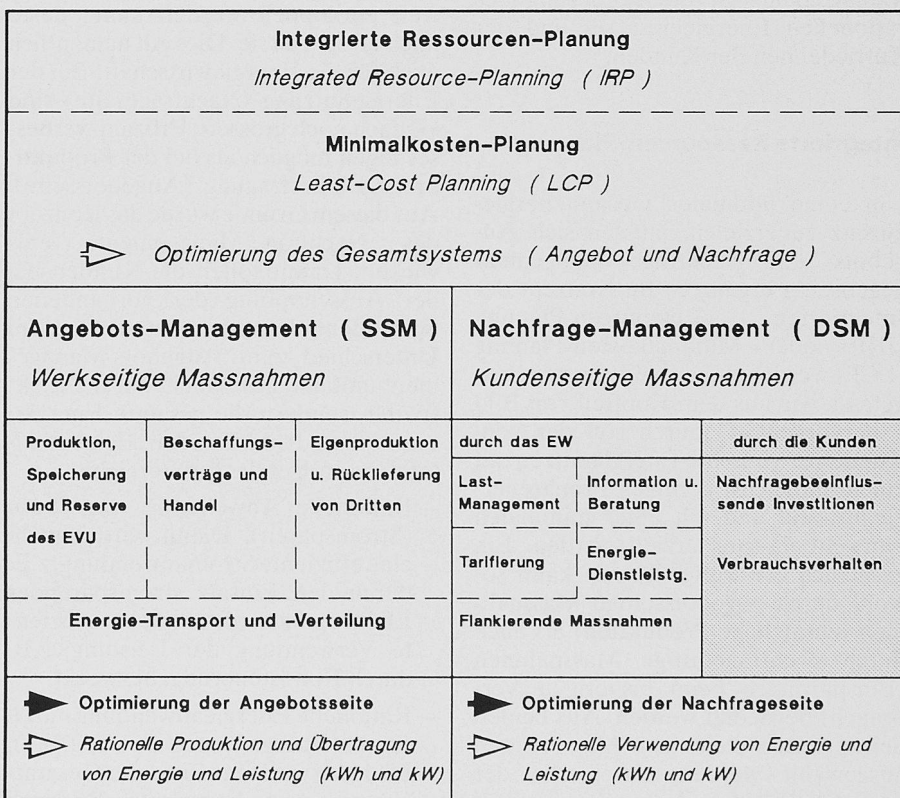 Integrierte Ressourcen-Planung
Integrated Resource-Planning ( IRP )
Minimalkosten-Planung
Least-Cost Planning ( LCP )
Optimierung des Gesamtsystems ( Angebot und Nachfrage )
Angebots-Management ( SSM )
Werkseitige Massnahmen
Produktion,
Speicherung
und Reserve
des EVU
Beschaffungs-
verträge und
Handel
Eigenproduktion
u. Rücklieferung
von Dritten
Energie-Transport und -Verteilung
Optimierung der Angebotsseite
Rationelle Produktion und Übertragung
von Energie und Leistung (kWh und kW)
Nachfrage-Management ( DSM )
Kundenseitige Massnahmen
durch das EW
Last-
Management
Information u.
Beratung
Tarifierung
Energie-
Dienstleistg.
Flankierende Massnahmen
durch die Kunden
Nachfragebeeinflus-
sende Investitionen
Verbrauchsverhalten
Optimierung der Nachfrageseite
Rationelle Verwendung von Energie und
Leistung (kWh und kW)